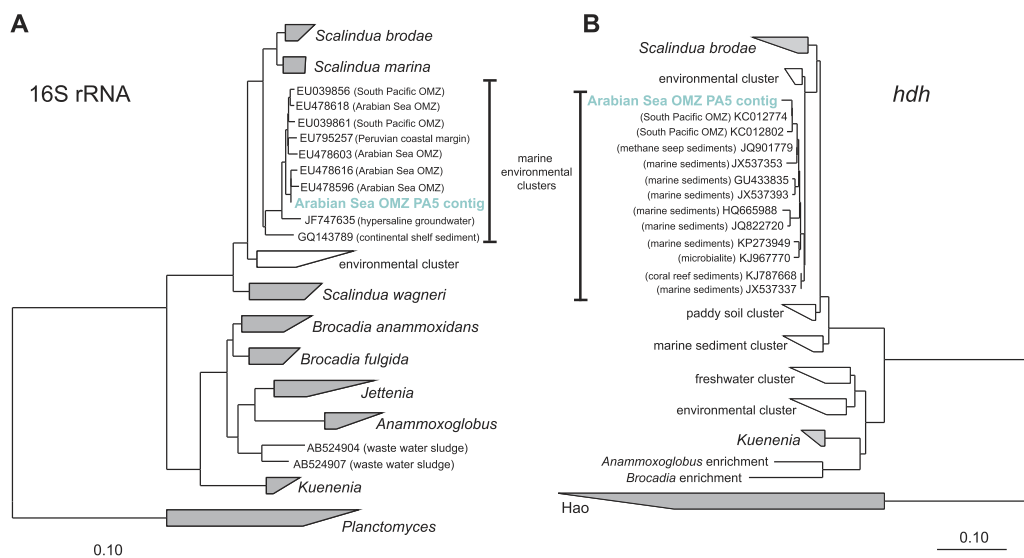 A
16S rRNA
Scalindua brodae
Scalindua marina
EU039856 (South Pacific OMZ)
EU478618 (Arabian Sea OMZ)
EU039861 (South Pacific OMZ)
EU795257 (Peruvian coastal margin)
EU478603 (Arabian Sea OMZ)
EU478616 (Arabian Sea OMZ)
EU478596 (Arabian Sea OMZ)
Arabian Sea OMZ PA5 contig
JF747635 (hypersaline groundwater)
GQ143789 (continental shelf sediment)
environmental cluster
Scalindua wagneri
Brocadia anammoxidans
Brocadia fulgida
Jettenia
Anammoxoglobus
AB524904 (waste water sludge)
AB524907 (waste water sludge)
Kuenenia
Planctomyces
0.10
marine
environmental
clusters
B
hdh
Scalindua brodae
environmental cluster
Arabian Sea OMZ PA5 contig
(South Pacific OMZ) KC012774
(South Pacific OMZ) KC012802
(methane seep sediments) JQ901779
(marine sediments) JX537353
(marine sediments) GU433835
(marine sediments) JX537393
(marine sediments) HQ665988
(marine sediments) JQ822720
(marine sediments) KP273949
(microbialite) KJ967770
(coral reef sediments) KJ787668
(marine sediments) JX537337
paddy soil cluster
marine sediment cluster
freshwater cluster
environmental cluster
Kuenenia
Anammoxoglobus enrichment
Brocadia enrichment
Hao
0.10